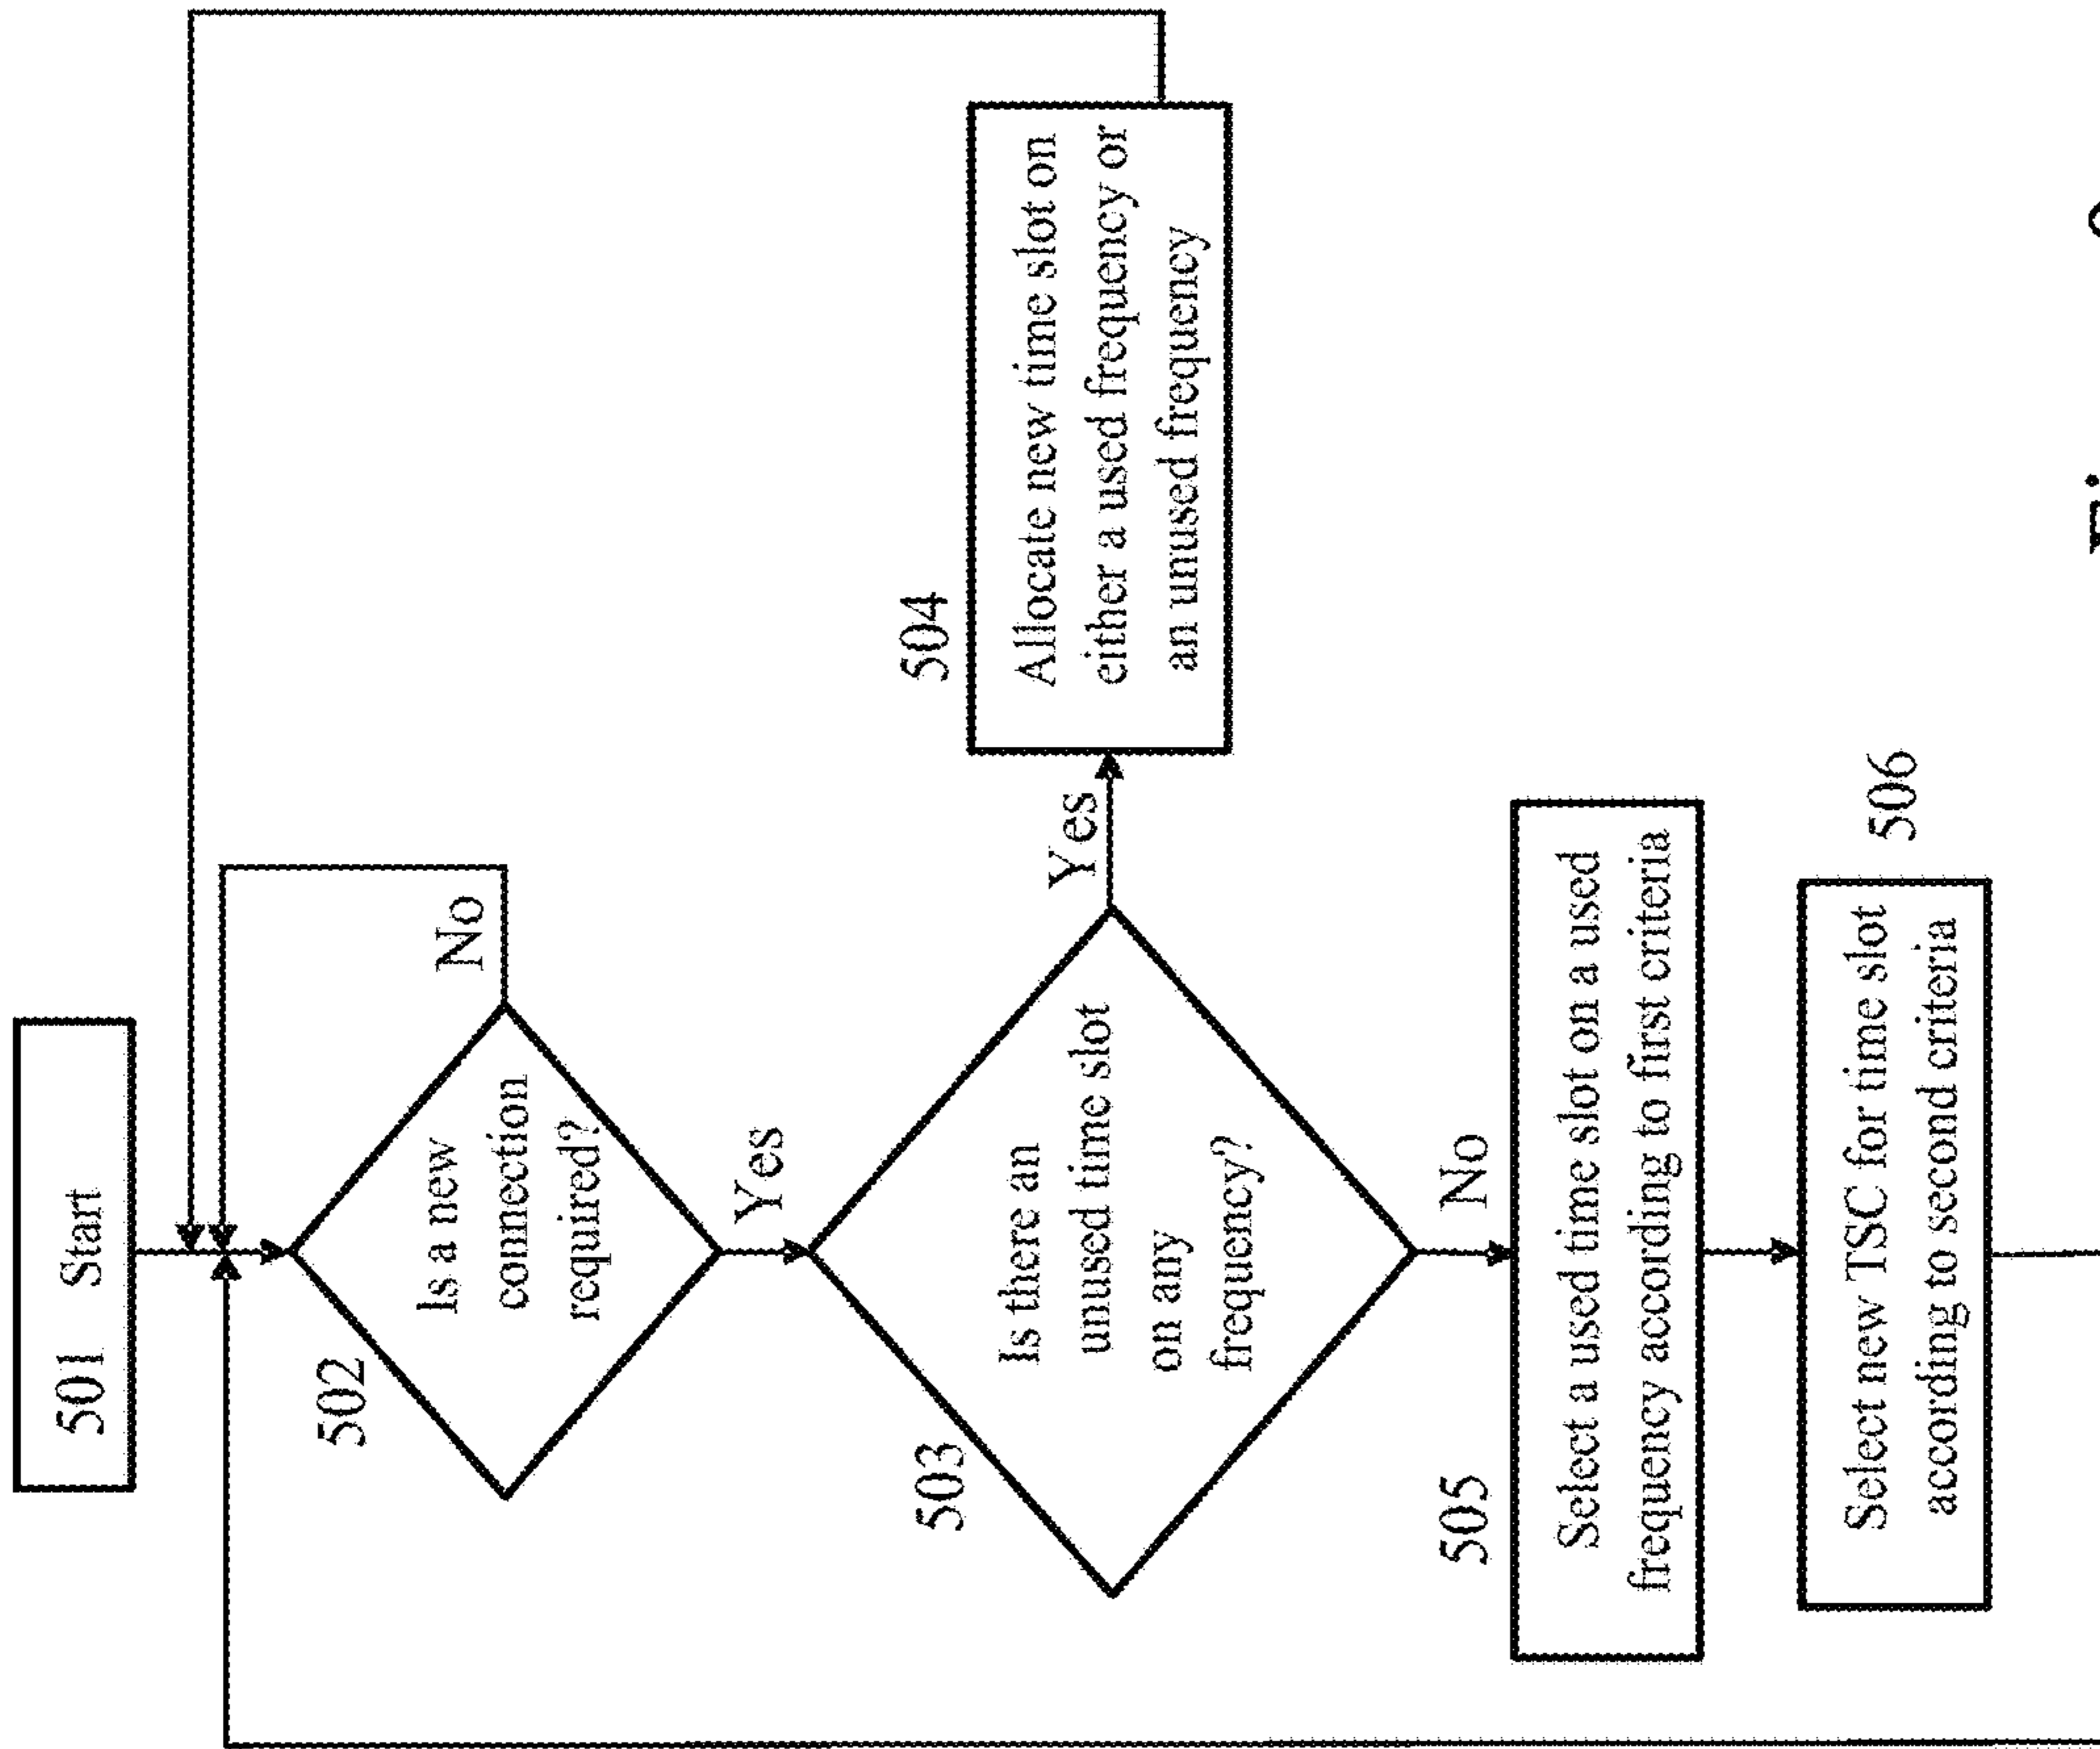 501 Start
502
Is a new
connection
required?
No
Yes
503
Is there an
unused time slot
on any
frequency?
Yes
504
Allocate new time slot on
either a used frequency or
an unused frequency
No
505
Select a used time slot on a used
frequency according to first criteria
506
Select new TSC for time slot
according to second criteria